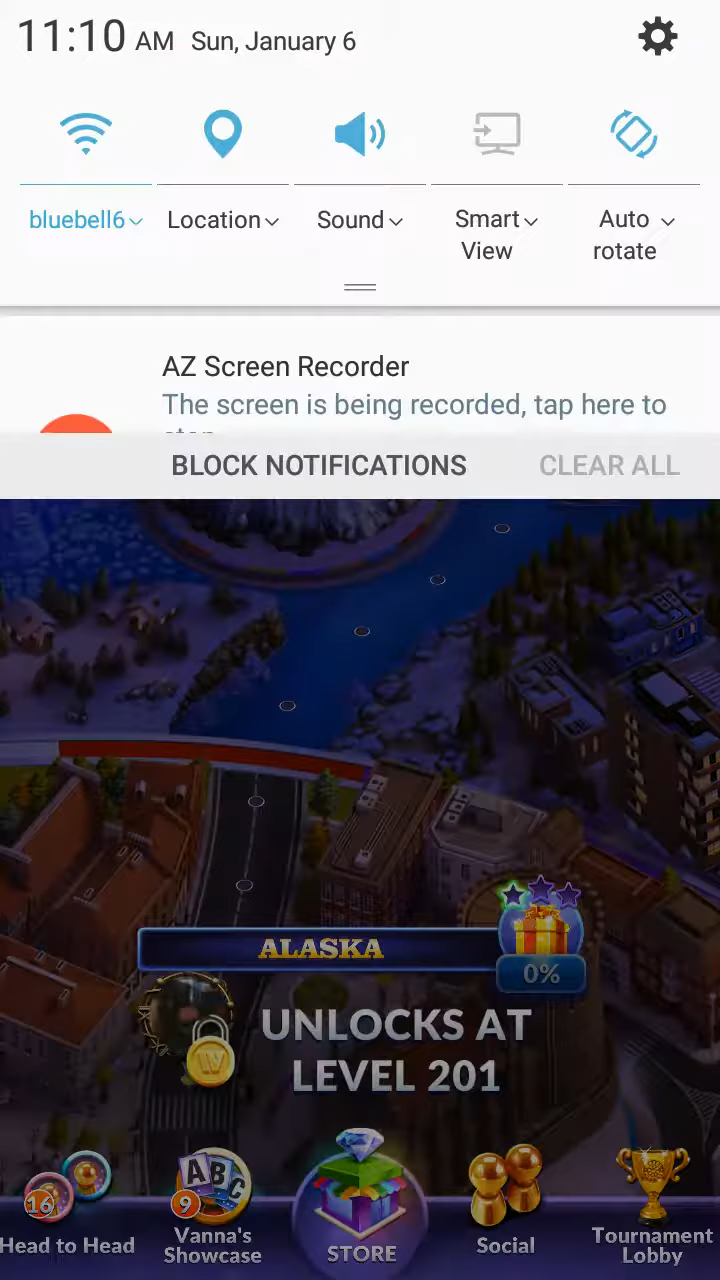 11:10 AM Sun, January 6
bluebell6 Location Sound Smart View Auto rotate
AZ Screen Recorder
The screen is being recorded, tap here to
stop
BLOCK NOTIFICATIONS CLEAR ALL
ALASKA
0%
UNLOCKS AT
LEVEL 201
W
ABC
16
9
Head to Head
Vanna's
Showcase
STORE
Social
Tournament
Lobby